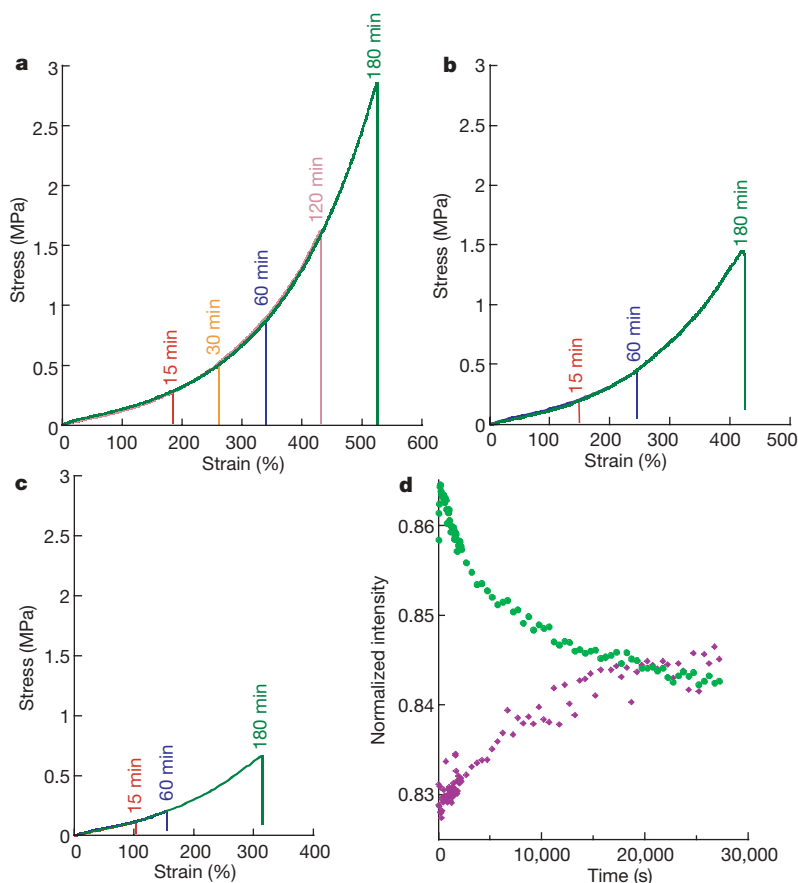 a
3
2.5
2
1.5
1
0.5
0
Stress (MPa)
15 min
30 min
60 min
120 min
180 min
0 100 200 300 400 500 600
Strain (%)
b
3
2.5
2
1.5
1
0.5
0
Stress (MPa)
15 min
60 min
180 min
0 100 200 300 400 500
Strain (%)
c
3
2.5
2
1.5
1
0.5
0
Stress (MPa)
15 min
60 min
180 min
0 100 200 300 400
Strain (%)
d
0.86
0.85
0.84
0.83
Normalized intensity
0 10,000 20,000 30,000
Time (s)